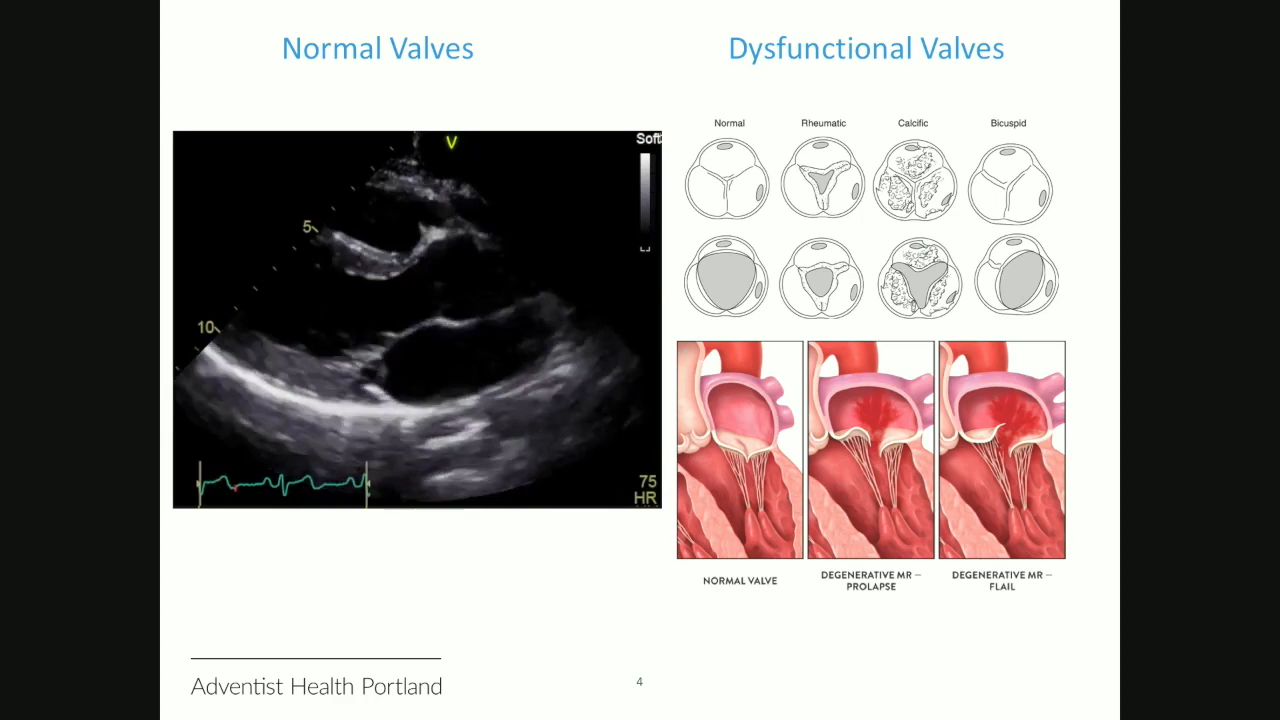 Normal Valves
Dysfunctional Valves
V
Soft
5
10
75
HR
Normal
Rheumatic
Calcific
Bicuspid
NORMAL VALVE
DEGENERATIVE MR –
PROLAPSE
DEGENERATIVE MR –
FLAIL
Adventist Health Portland
4